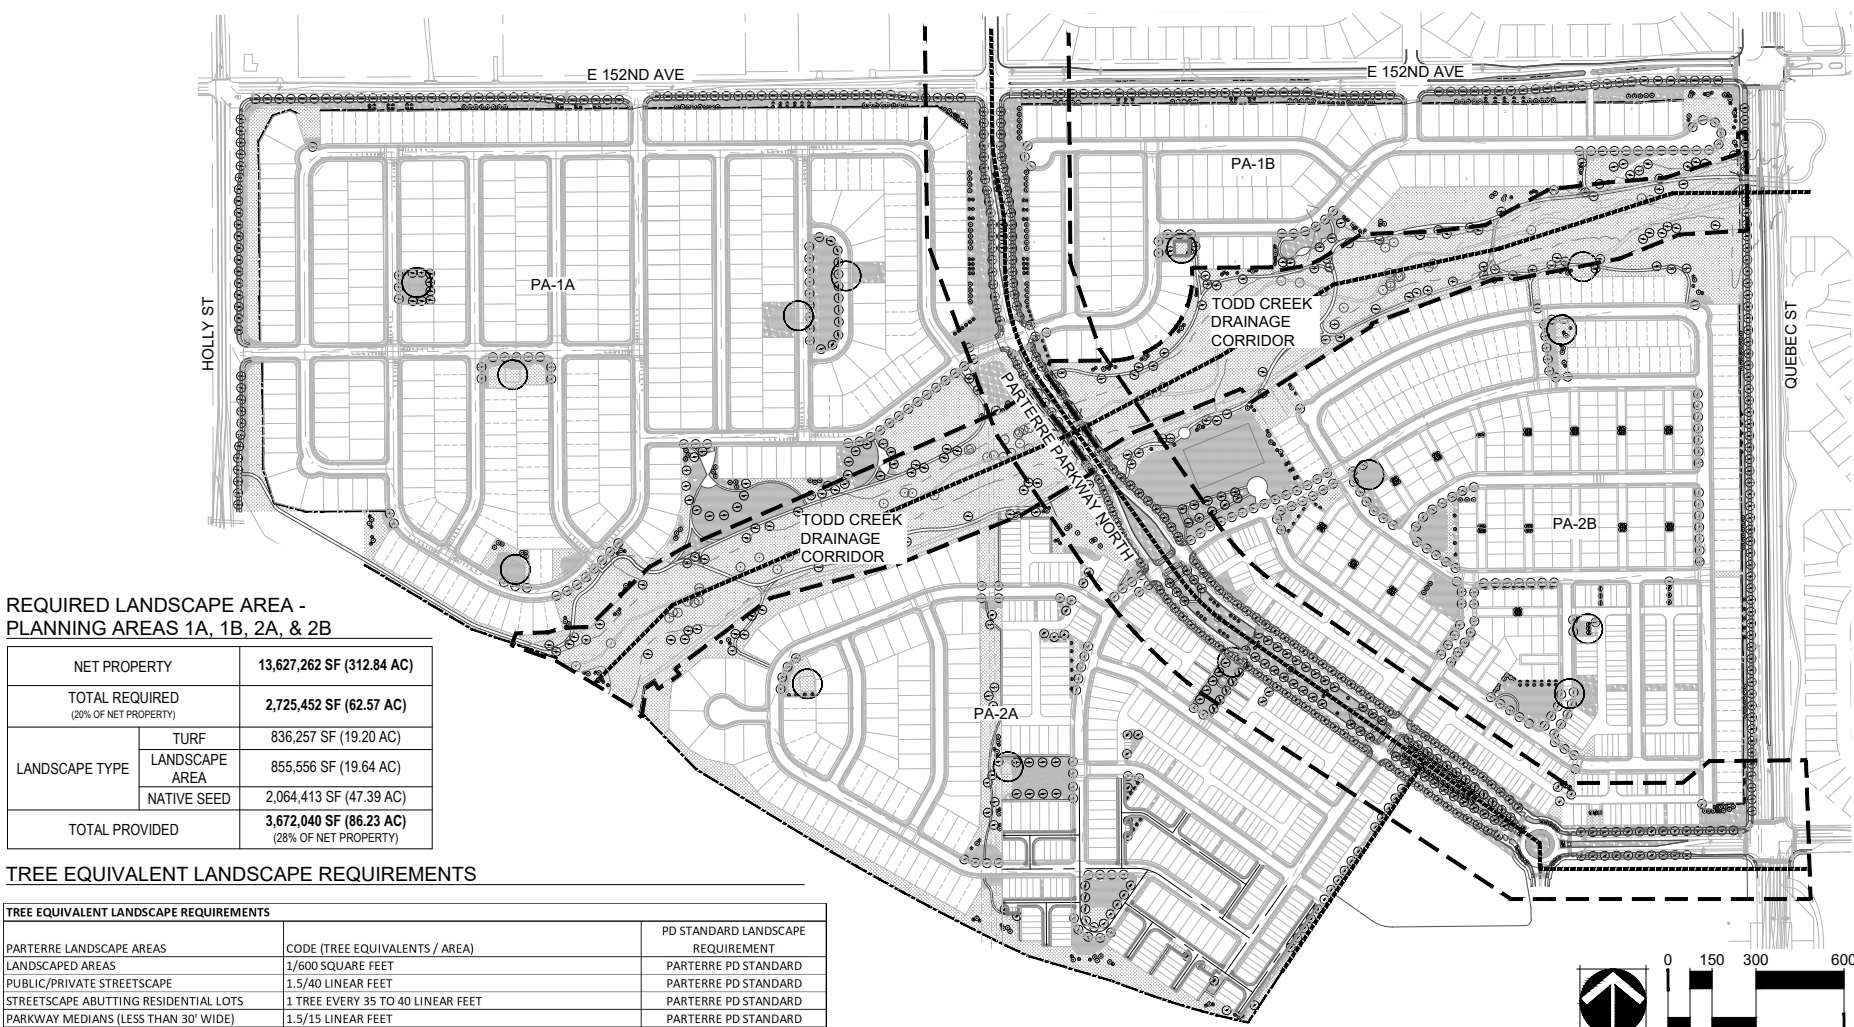 E 152ND AVE
E 152ND AVE
PA-1B
PA-1A
HOLLY ST
QUEBEC ST
TODD CREEK
DRAINAGE
CORRIDOR
PARTERRE PARKWAY NORTH
TODD CREEK
DRAINAGE
CORRIDOR
PA-2B
PA-2A
REQUIRED LANDSCAPE AREA -
PLANNING AREAS 1A, 1B, 2A, & 2B
NET PROPERTY 13,627,262 SF (312.84 AC)
TOTAL REQUIRED 2,725,452 SF (62.57 AC)
(20% OF NET PROPERTY)
LANDSCAPE TYPE
TURF 836,257 SF (19.20 AC)
LANDSCAPE AREA 855,556 SF (19.64 AC)
NATIVE SEED 2,064,413 SF (47.39 AC)
TOTAL PROVIDED 3,672,040 SF (86.23 AC)
(28% OF NET PROPERTY)
TREE EQUIVALENT LANDSCAPE REQUIREMENTS
TREE EQUIVALENT LANDSCAPE REQUIREMENTS
PARTERRE LANDSCAPE AREAS CODE (TREE EQUIVALENTS / AREA) PD STANDARD LANDSCAPE REQUIREMENT
LANDSCAPED AREAS 1/600 SQUARE FEET PARTERRE PD STANDARD
PUBLIC/PRIVATE STREETSCAPE 1.5/40 LINEAR FEET PARTERRE PD STANDARD
STREETSCAPE ABUTTING RESIDENTIAL LOTS 1 TREE EVERY 35 TO 40 LINEAR FEET PARTERRE PD STANDARD
PARKWAY MEDIANS (LESS THAN 30' WIDE) 1.5/15 LINEAR FEET PARTERRE PD STANDARD
0 150 300 600